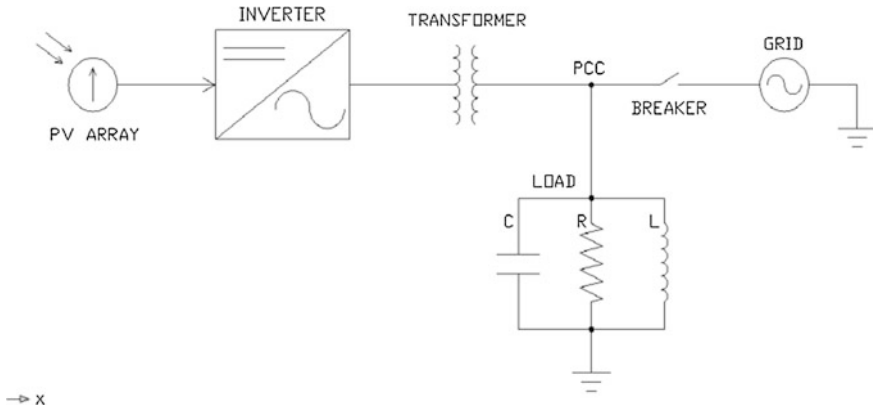 INVERTER
TRANSFORMER
GRID
PCC
BREAKER
PV ARRAY
LOAD
C
R
L
x